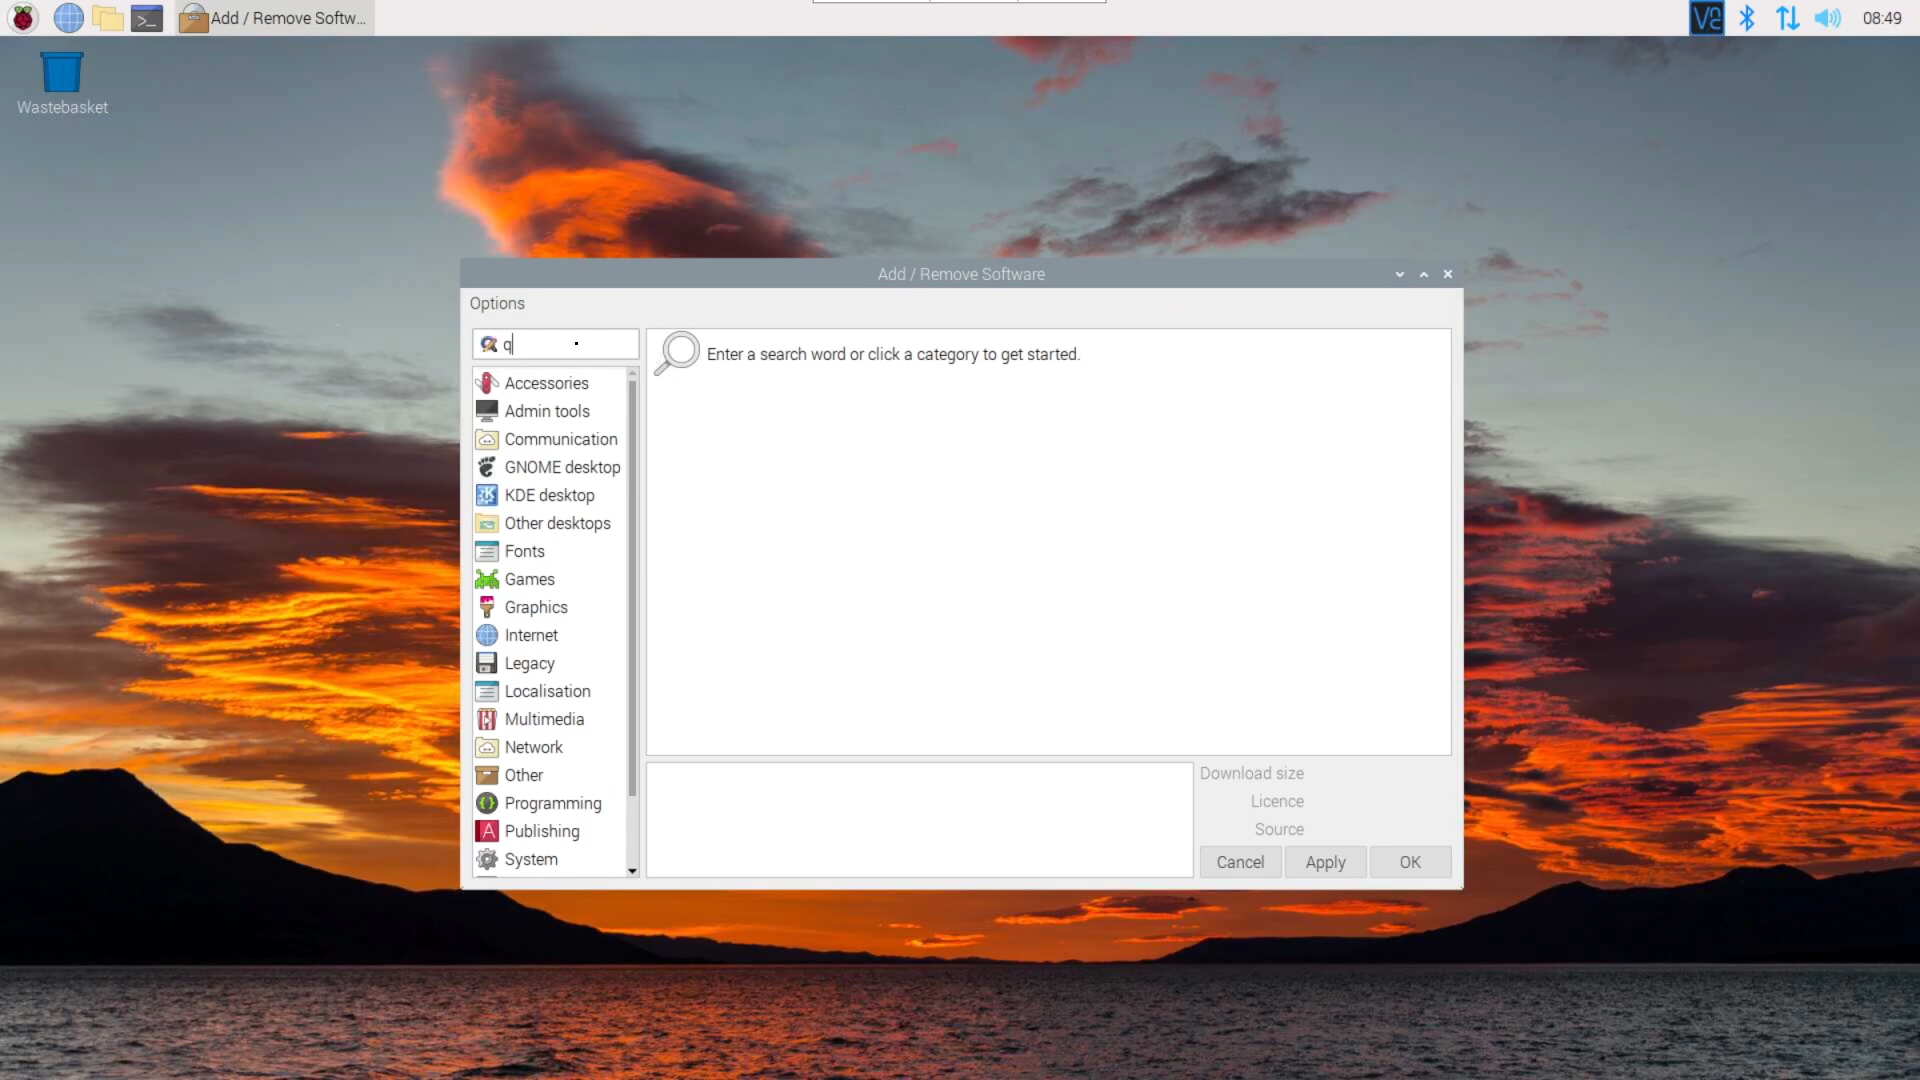 Add / Remove Softw...
08:49
Wastebasket
Add / Remove Software
Options
q
Enter a search word or click a category to get started.
Accessories
Admin tools
Communication
GNOME desktop
KDE desktop
Other desktops
Fonts
Games
Graphics
Internet
Legacy
Localisation
Multimedia
Network
Other
Programming
Publishing
System
Download size
Licence
Source
Cancel
Apply
OK